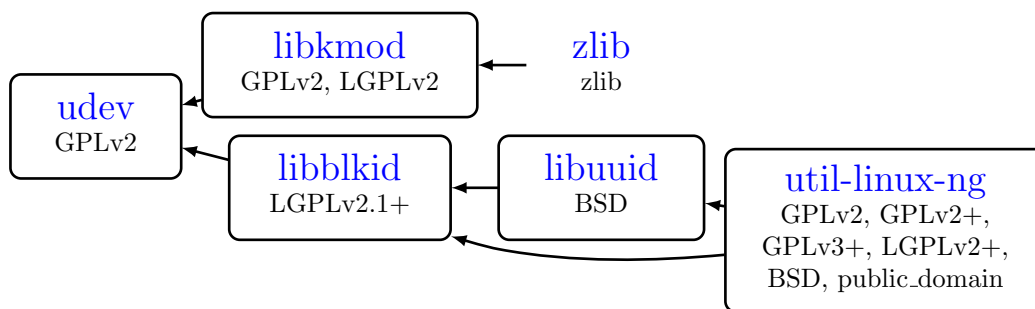 libkmod
GPLv2, LGPLv2
zlib
zlib
udev
GPLv2
libblkid
LGPLv2.1+
libuuid
BSD
util-linux-ng
GPLv2, GPLv2+,
GPLv3+, LGPLv2+,
BSD, public_domain